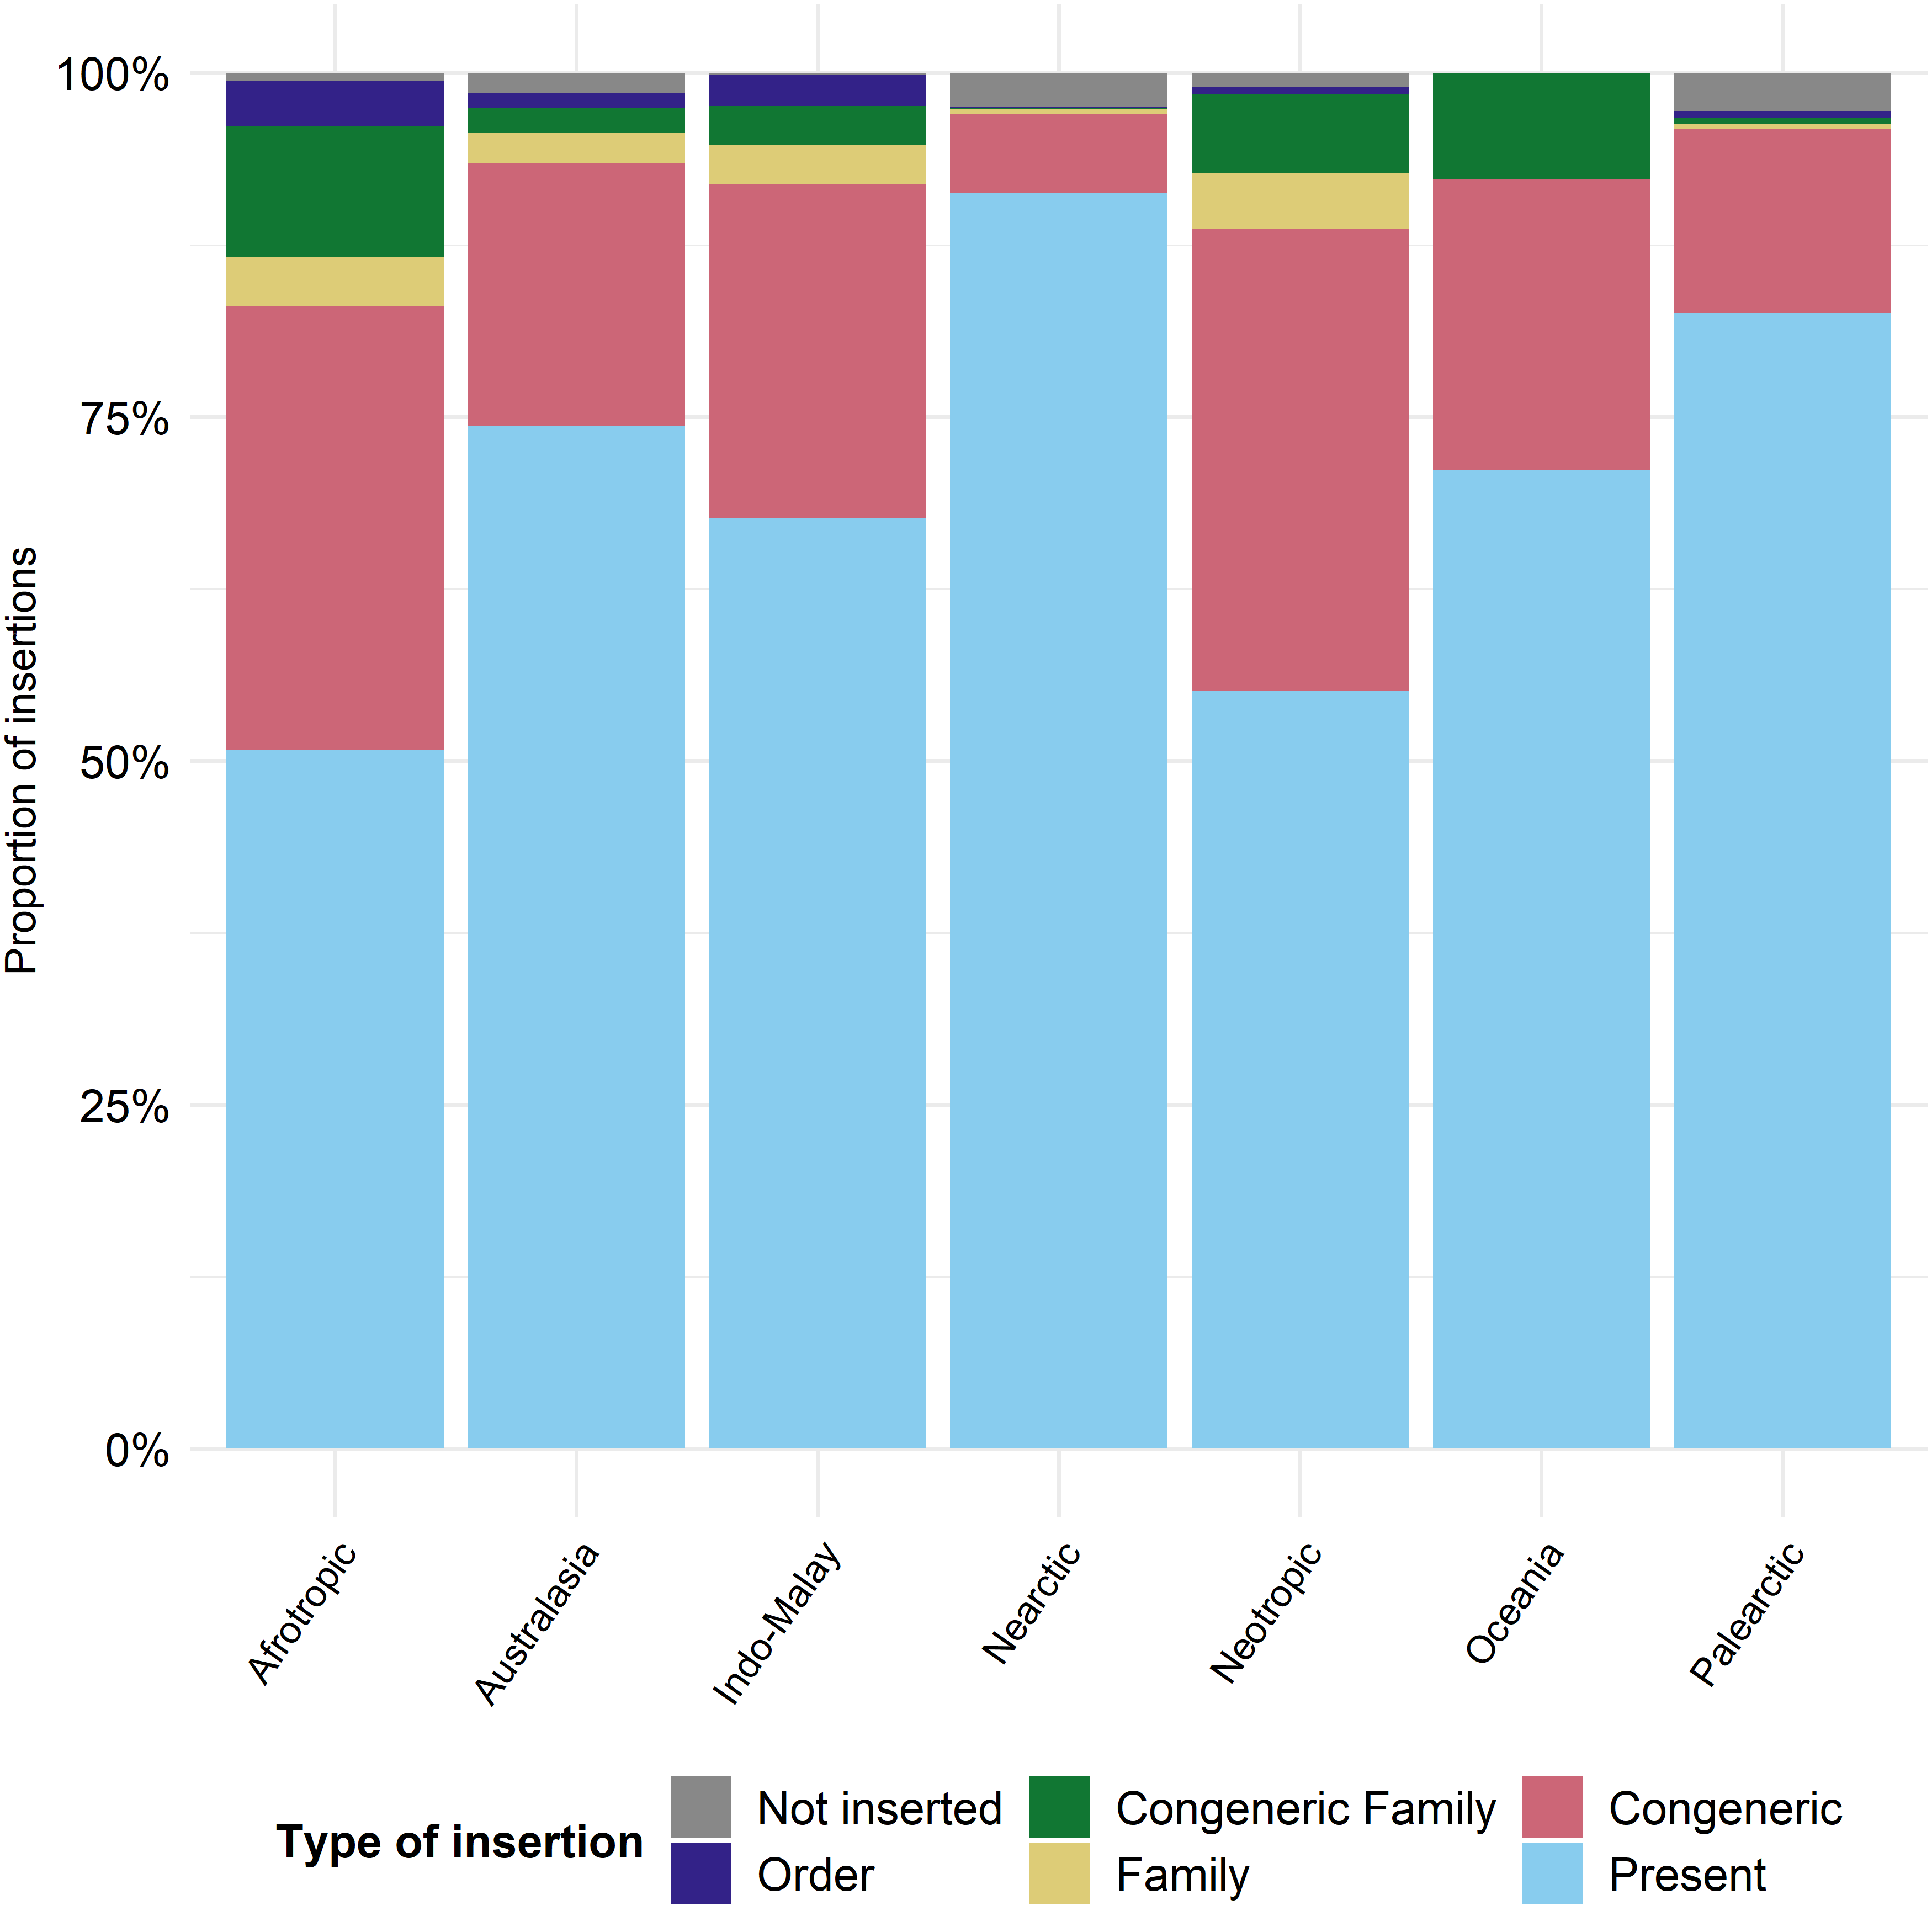 Proportion of insertions
100%
75%
50%
25%
0%
Afrotropic
Australasia
Indo-Malay
Nearctic
Neotropic
Oceania
Palearctic
Type of insertion
Not inserted
Order
Congeneric Family
Family
Congeneric
Present